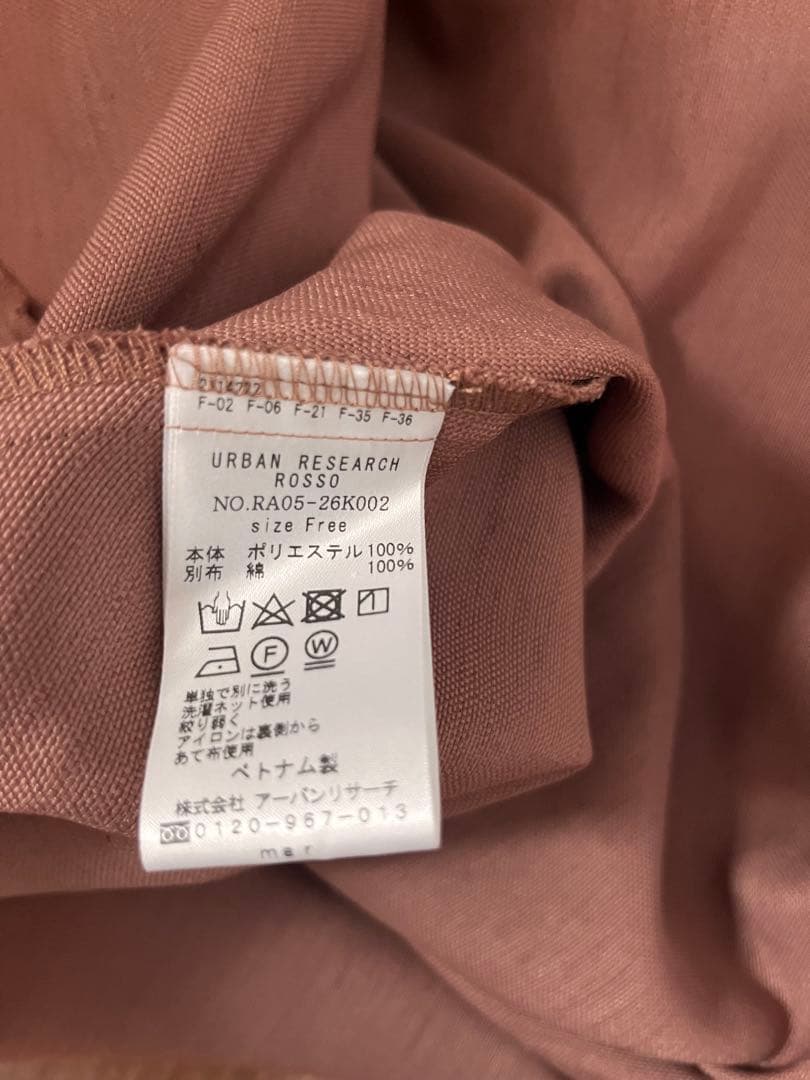 F-02 F-06 F-21 F-35 F-36
URBAN RESEARCH
ROSSO
NO.RA05-26K002
size Free
本体 ポリエステル 100%
別布 綿 100%
F W
単独で別に洗う
洗濯ネット使用
絞り弱く
アイロンは裏側から
あて布使用
ベトナム製
株式会社 アーバンリサーチ
0120-967-013
mar